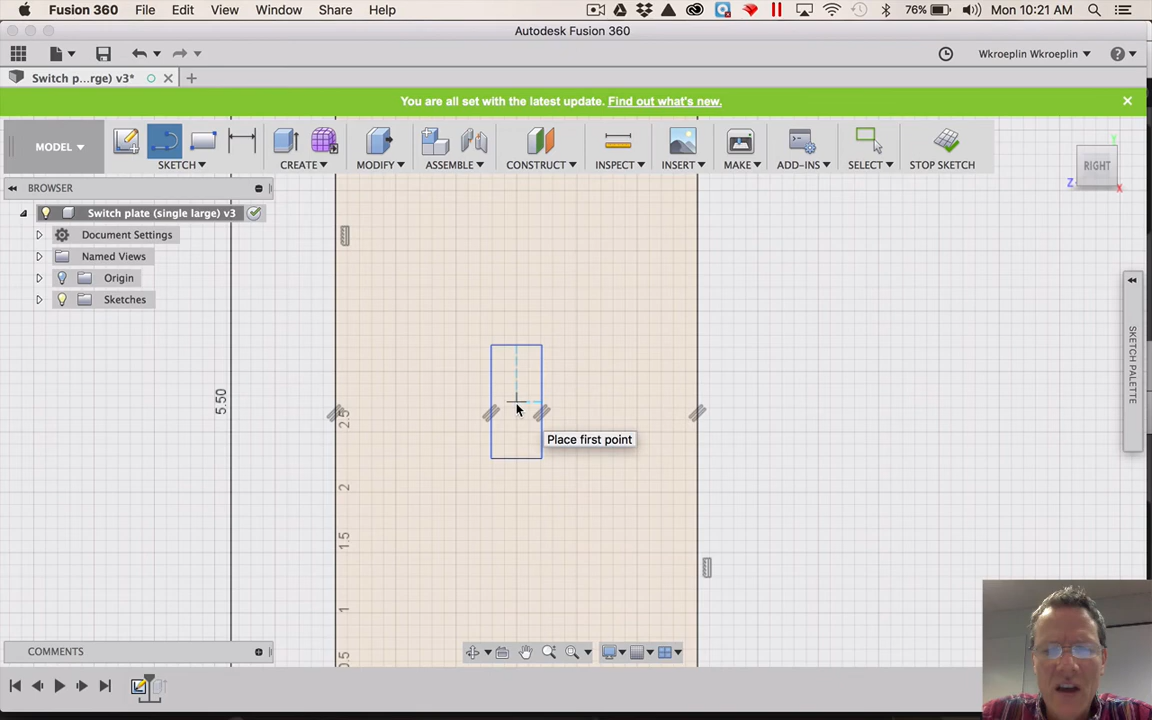 Fusion 360 File Edit View Window Share Help 76% Mon 10:21 AM
Autodesk Fusion 360
Wkroeplin Wkroeplin
Switch p...rge) v3*
You are all set with the latest update. Find out what's new.
MODEL SKETCH CREATE MODIFY ASSEMBLE CONSTRUCT INSPECT INSERT MAKE ADD-INS SELECT STOP SKETCH
RIGHT
Y
Z
X
BROWSER
Switch plate (single large) v3
Document Settings
Named Views
Origin
Sketches
SKETCH PALETTE
5.50
2.5
2
1.5
1
0.5
Place first point
COMMENTS